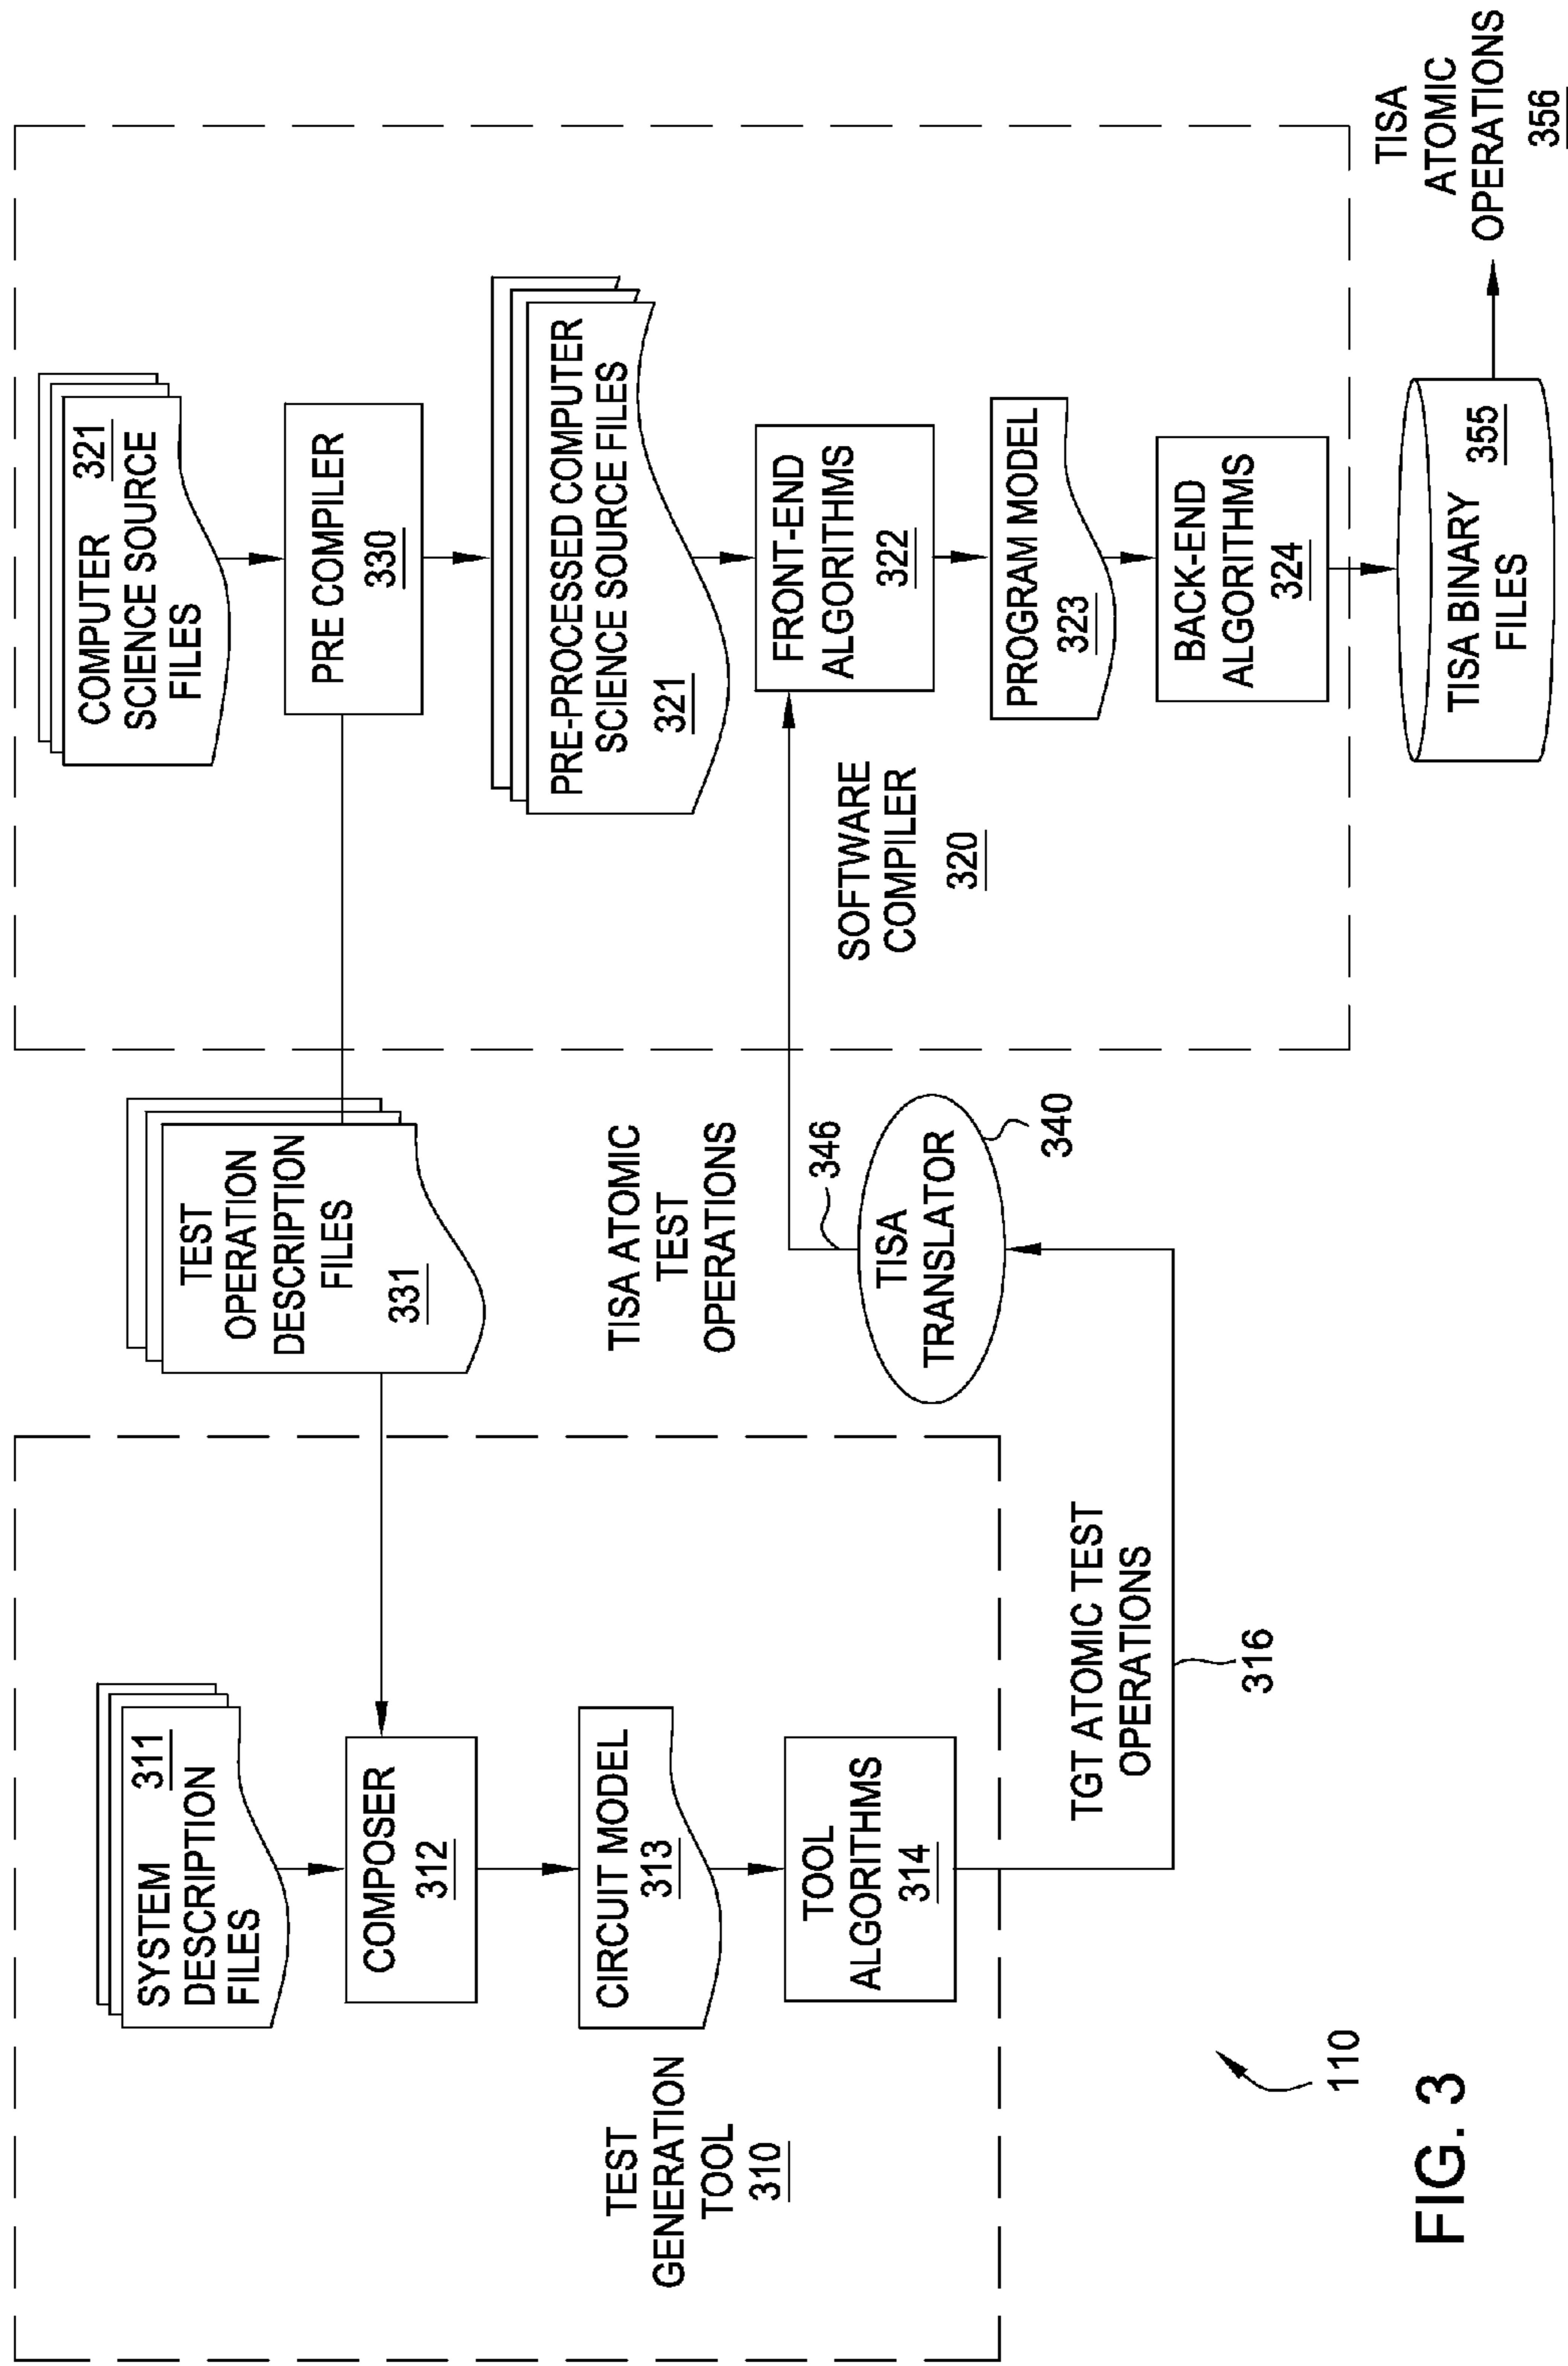 SYSTEM 311
DESCRIPTION
FILES
COMPOSER
312
CIRCUIT MODEL
313
TOOL
ALGORITHMS
314
TEST
GENERATION
TOOL
310
TEST
OPERATION
DESCRIPTION
FILES
331
TISA ATOMIC
TEST
OPERATIONS
346
TISA
TRANSLATOR
340
TGT ATOMIC TEST
OPERATIONS
316
COMPUTER 321
SCIENCE SOURCE
FILES
PRE COMPILER
330
PRE-PROCESSED COMPUTER
SCIENCE SOURCE FILES
321
FRONT-END
ALGORITHMS
322
SOFTWARE
COMPILER
320
PROGRAM MODEL
323
BACK-END
ALGORITHMS
324
TISA BINARY 355
FILES
TISA
ATOMIC
OPERATIONS
356
110
FIG. 3